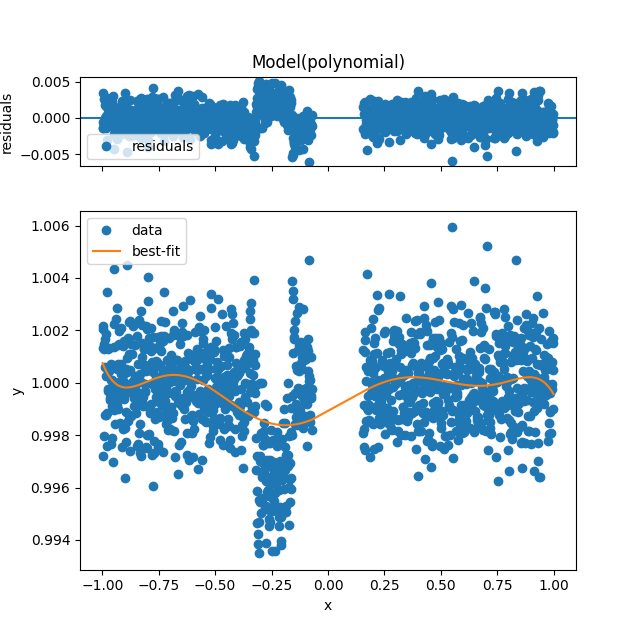 Model(polynomial)
residuals
0.005
0.000
−0.005
residuals
y
1.006
1.004
1.002
1.000
0.998
0.996
0.994
data
best-fit
−1.00 −0.75 −0.50 −0.25 0.00 0.25 0.50 0.75 1.00
x